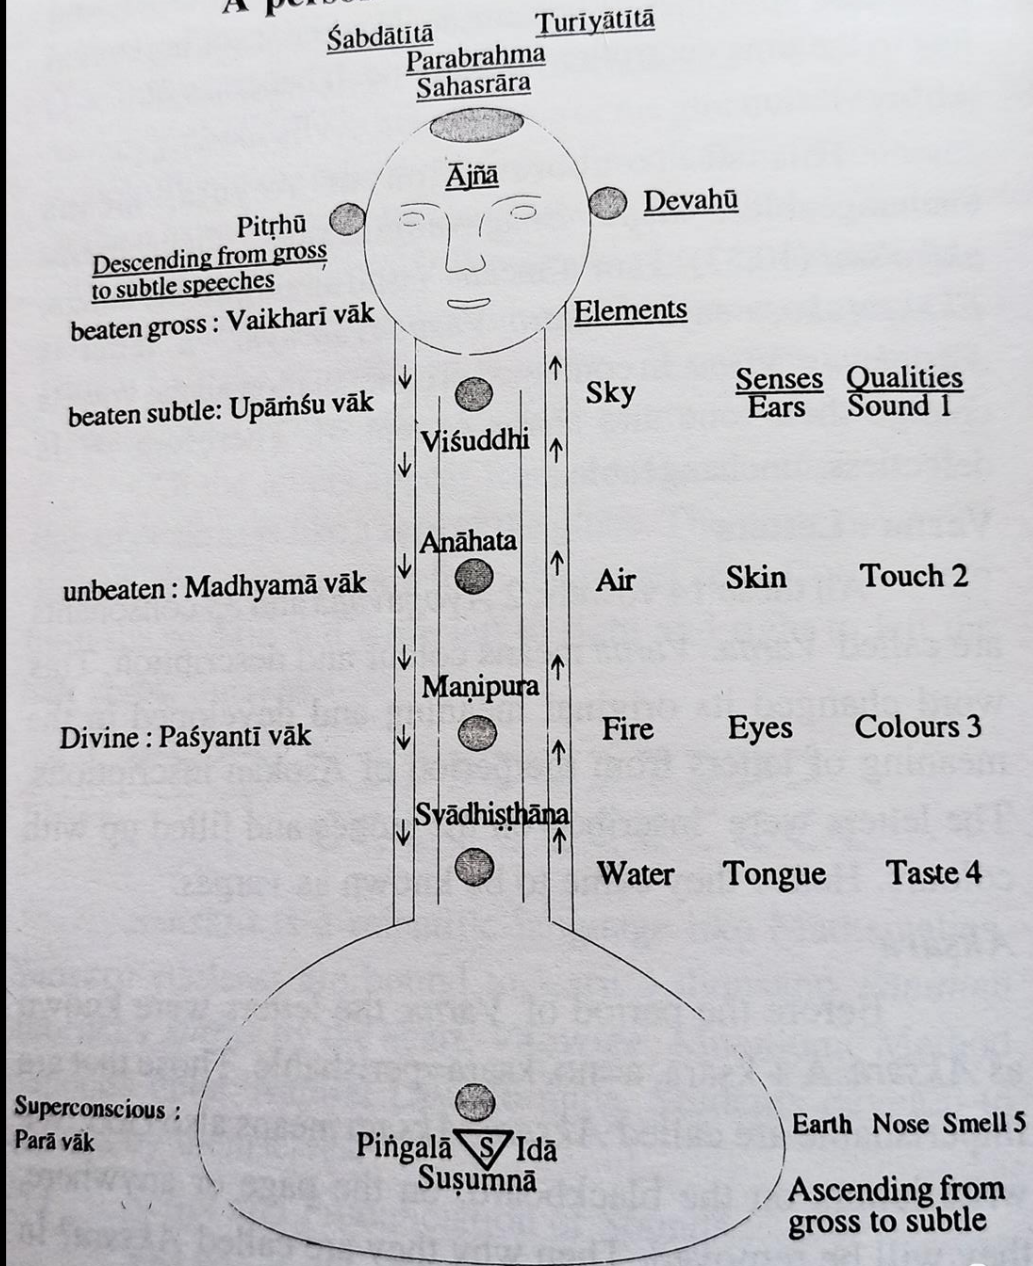 Śabdātītā Turīyātītā
Parabrahma
Sahasrāra
Ājñā
Pitṛhū Devahū
Descending from gross
to subtle speeches
beaten gross : Vaikharī vāk Elements
beaten subtle: Upāṁśu vāk Sky Senses Qualities
Ears Sound 1
Viśuddhi
Anāhata
unbeaten : Madhyamā vāk Air Skin Touch 2
Maṇipura
Divine : Paśyantī vāk Fire Eyes Colours 3
Svādhiṣṭhāna
Water Tongue Taste 4
Superconscious :
Parā vāk
Earth Nose Smell 5
Piṅgalā S Idā
Suṣumnā
Ascending from
gross to subtle